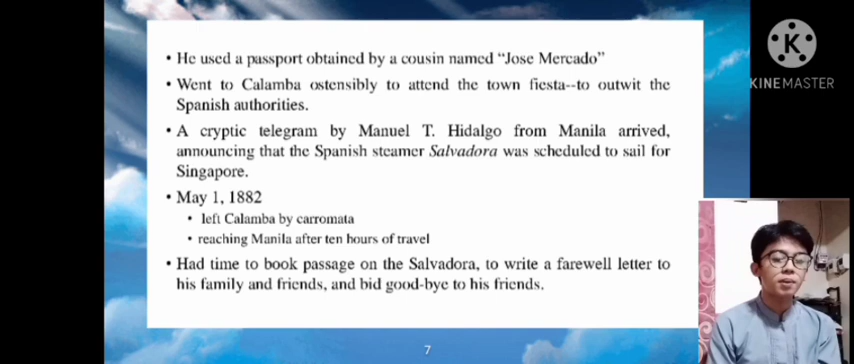 • He used a passport obtained by a cousin named “Jose Mercado”
• Went to Calamba ostensibly to attend the town fiesta--to outwit the
Spanish authorities.
• A cryptic telegram by Manuel T. Hidalgo from Manila arrived,
announcing that the Spanish steamer Salvadora was scheduled to sail for
Singapore.
• May 1, 1882
• left Calamba by carromata
• reaching Manila after ten hours of travel
• Had time to book passage on the Salvadora, to write a farewell letter to
his family and friends, and bid good-bye to his friends.
7
K
KINEMASTER